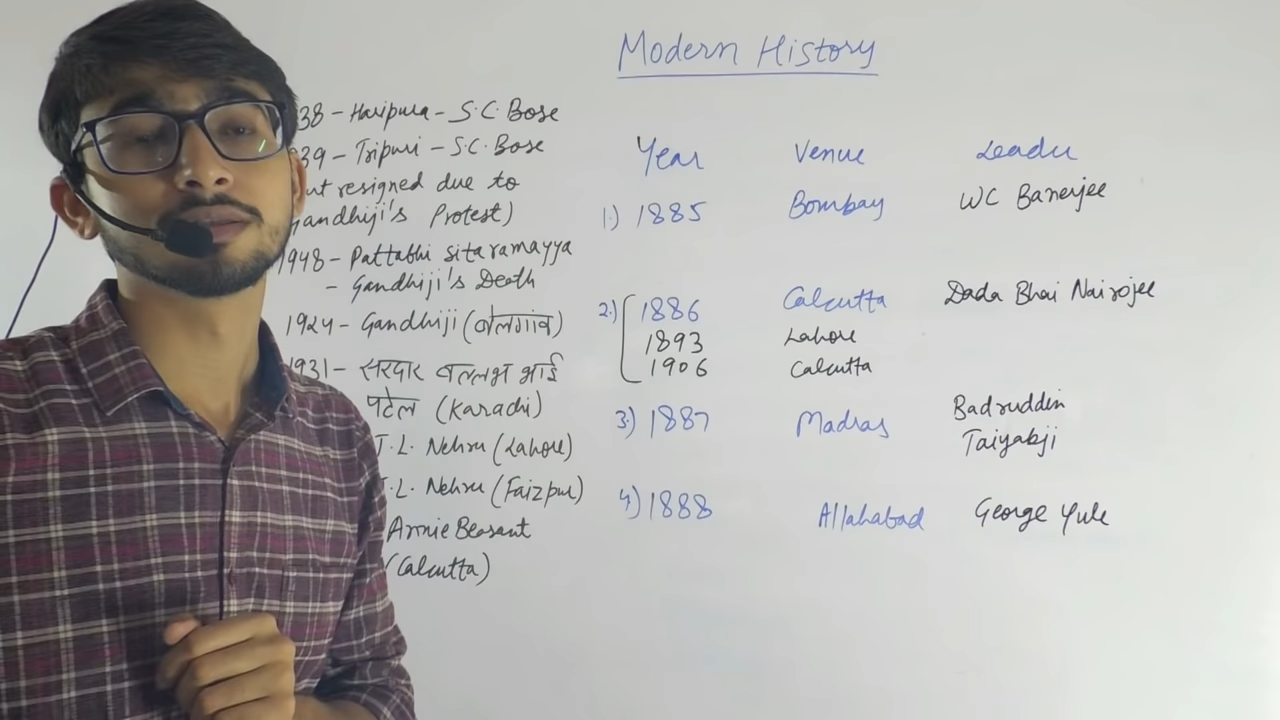 Modern History
38 - Haripura - S.C. Bose
39 - Tripuri - S.C. Bose
ut resigned due to
Gandhiji's Protest)
1948 - Pattabhi sitaramayya
- Gandhiji's Death
1924 - Gandhiji (बेलगांव)
1931 - सरदार वल्लभ भाई
पटेल (Karachi)
J.L. Nehru (Lahore)
J.L. Nehru (Faizpur)
Annie Beasant
(Calcutta)
Year Venue Leader
1.) 1885 Bombay WC Banerjee
2.) 1886 Calcutta Dada Bhai Nairojee
1893 Lahore
1906 Calcutta
3.) 1887 Madras Badruddin
Taiyabji
4) 1888 Allahabad George Yule